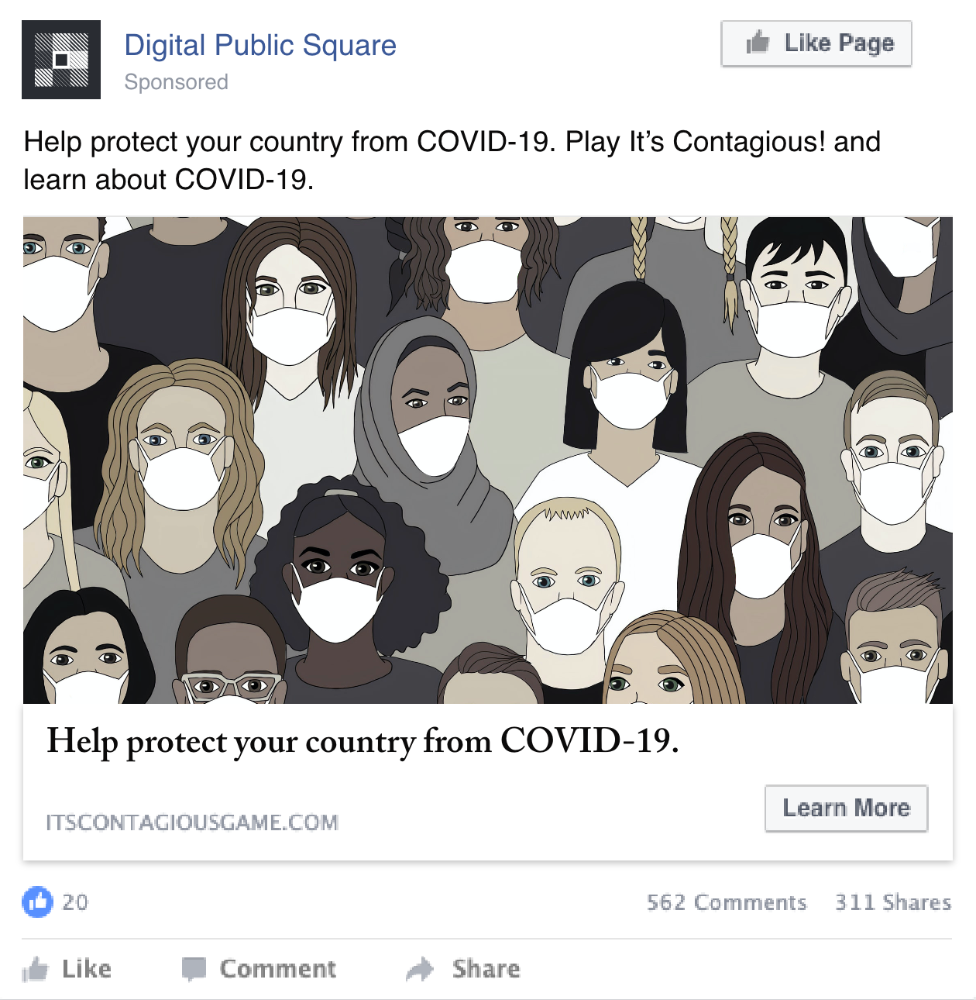 Digital Public Square
Like Page
Sponsored
Help protect your country from COVID-19. Play It’s Contagious! and
learn about COVID-19.
Help protect your country from COVID-19.
ITSCONTAGIOUSGAME.COM
Learn More
20
562 Comments
311 Shares
Like
Comment
Share